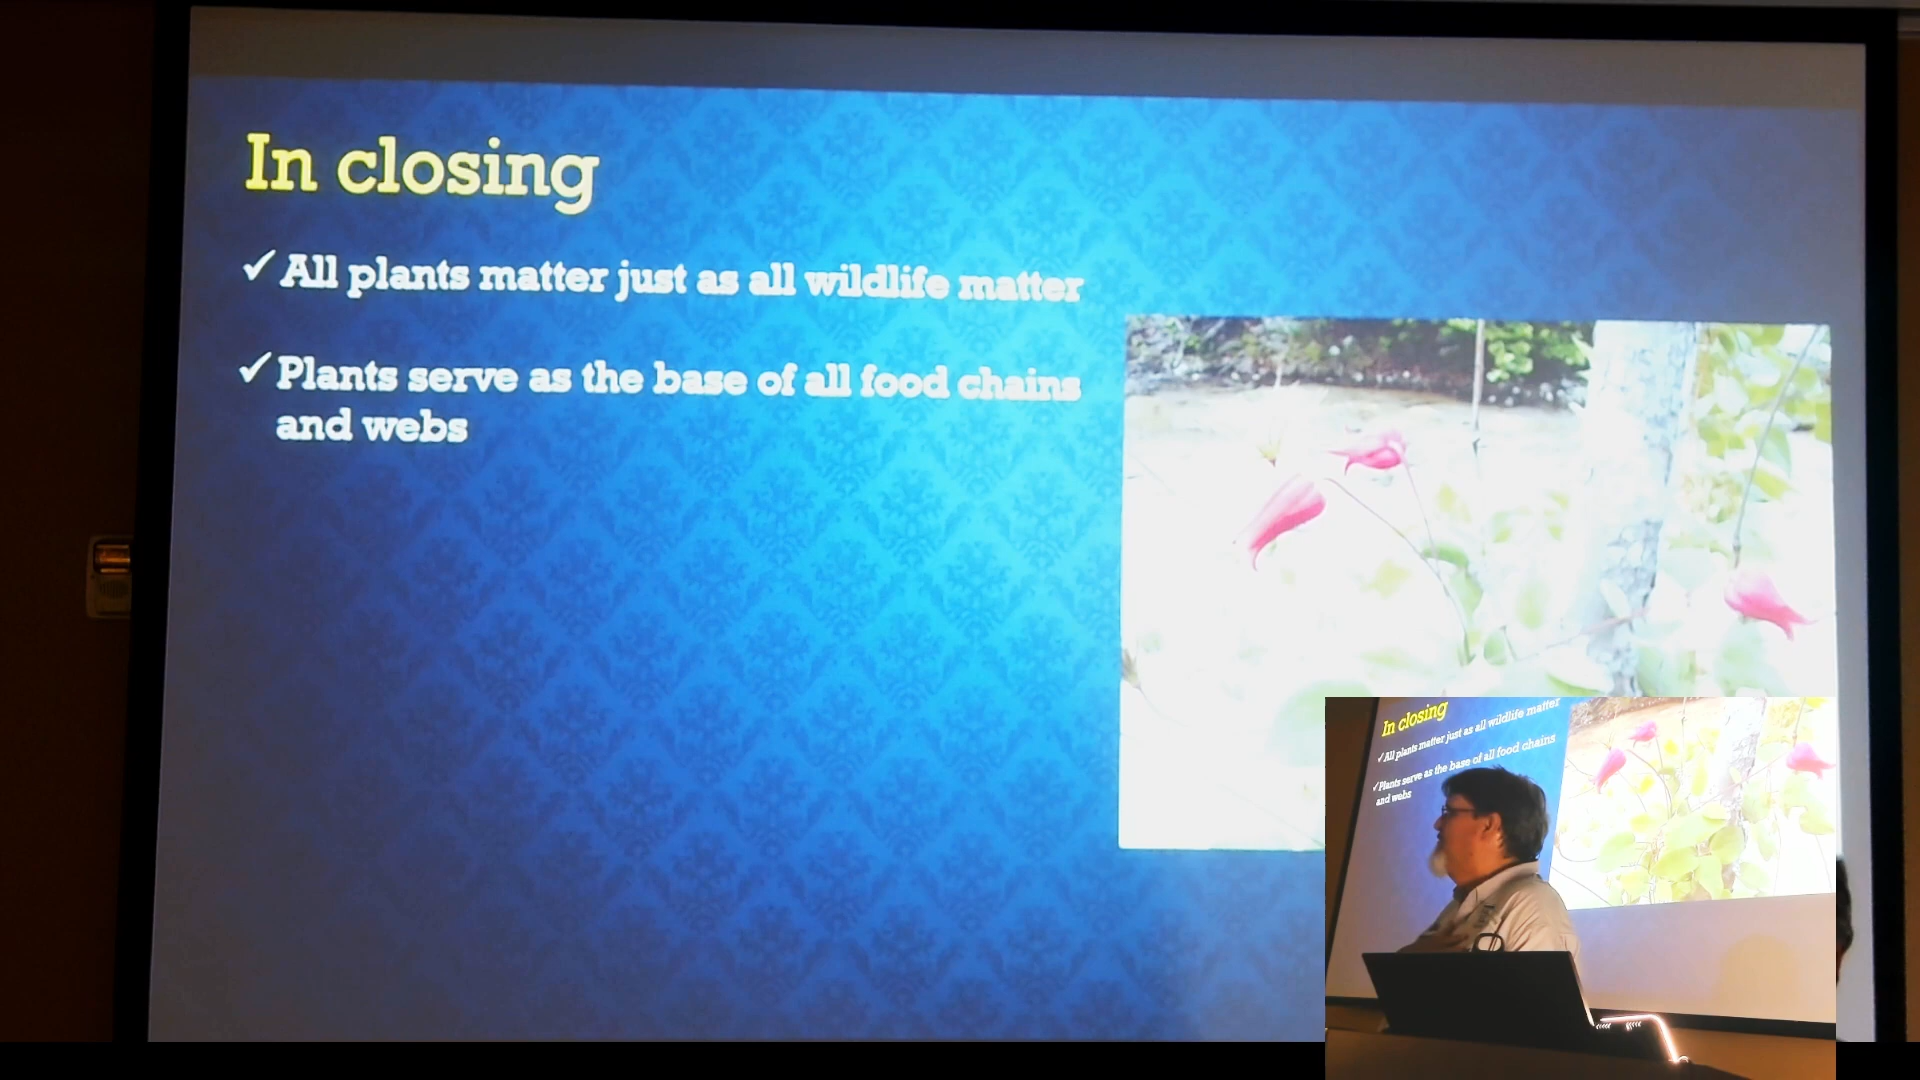 In closing
✓ All plants matter just as all wildlife matter
✓ Plants serve as the base of all food chains
and webs
In closing
✓ All plants matter just as all wildlife matter
✓ Plants serve as the base of all food chains
and webs